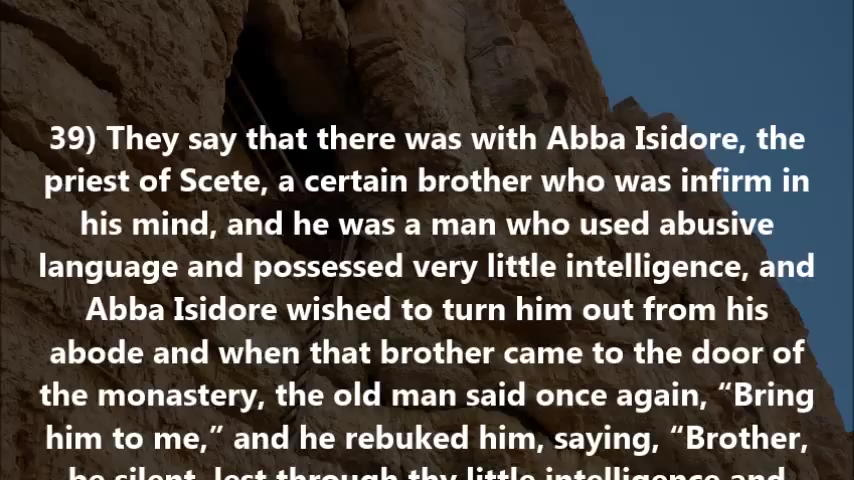 39) They say that there was with Abba Isidore, the
priest of Scete, a certain brother who was infirm in
his mind, and he was a man who used abusive
language and possessed very little intelligence, and
Abba Isidore wished to turn him out from his
abode and when that brother came to the door of
the monastery, the old man said once again, “Bring
him to me,” and he rebuked him, saying, “Brother,
be silent, lest through thy little intelligence and